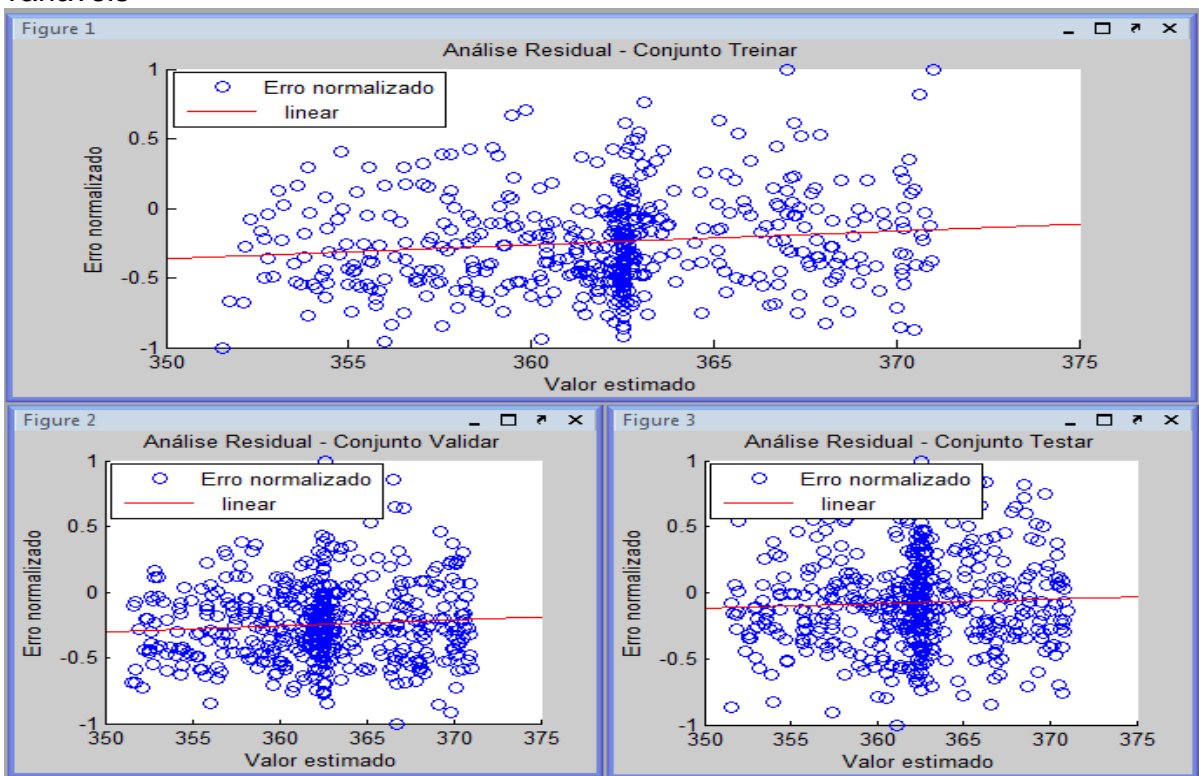 Figure 1
Análise Residual - Conjunto Treinar
Erro normalizado
linear
Erro normalizado
1
0.5
0
-0.5
-1
350 355 360 365 370 375
Valor estimado
Figure 2
Análise Residual - Conjunto Validar
Erro normalizado
linear
Erro normalizado
1
0.5
0
-0.5
-1
350 355 360 365 370 375
Valor estimado
Figure 3
Análise Residual - Conjunto Testar
Erro normalizado
linear
Erro normalizado
1
0.5
0
-0.5
-1
350 355 360 365 370 375
Valor estimado